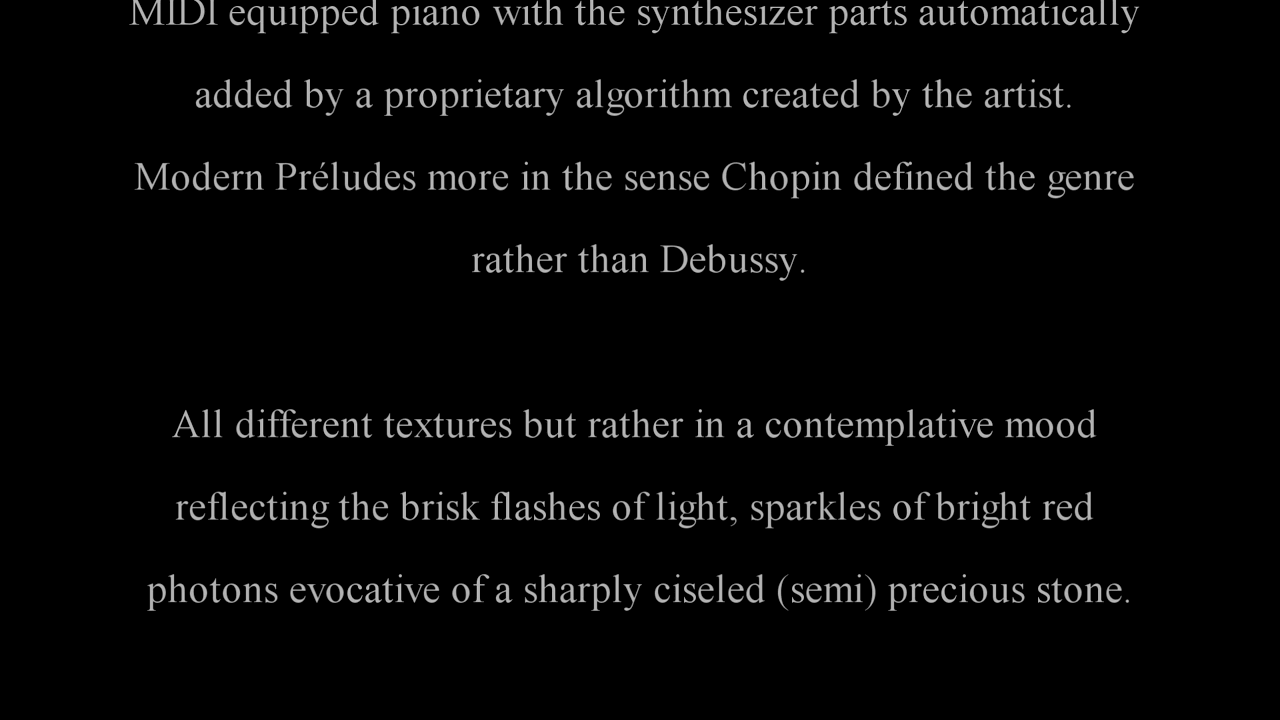 MIDI equipped piano with the synthesizer parts automatically
added by a proprietary algorithm created by the artist.
Modern Préludes more in the sense Chopin defined the genre
rather than Debussy.
All different textures but rather in a contemplative mood
reflecting the brisk flashes of light, sparkles of bright red
photons evocative of a sharply ciseled (semi) precious stone.